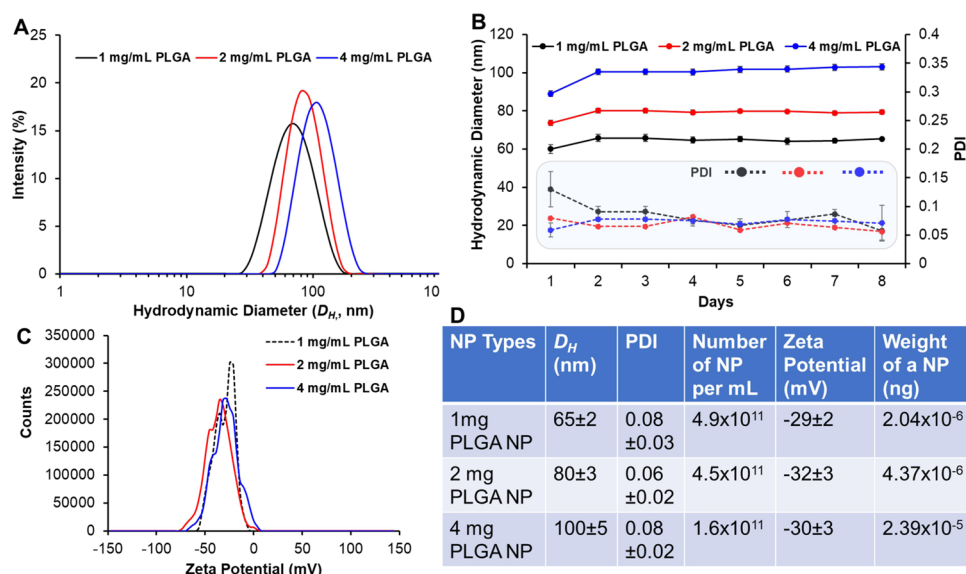 A
25
20
15
10
5
0
Intensity (%)
1 mg/mL PLGA 2 mg/mL PLGA 4 mg/mL PLGA
1 10 100 10
Hydrodynamic Diameter (D_H,, nm)
B
120
100
80
60
40
20
0
Hydrodynamic Diameter (nm)
1 mg/mL PLGA 2 mg/mL PLGA 4 mg/mL PLGA
PDI
0.4
0.35
0.3
0.25
0.2
0.15
0.1
0.05
0
PDI
1 2 3 4 5 6 7 8
Days
C
350000
300000
250000
200000
150000
100000
50000
0
Counts
1 mg/mL PLGA
2 mg/mL PLGA
4 mg/mL PLGA
-150 -100 -50 0 50 100 150
Zeta Potential (mV)
D
NP Types D_H (nm) PDI Number of NP per mL Zeta Potential (mV) Weight of a NP (ng)
1mg PLGA NP 65±2 0.08 ±0.03 4.9x10¹¹ -29±2 2.04x10⁻⁶
2 mg PLGA NP 80±3 0.06 ±0.02 4.5x10¹¹ -32±3 4.37x10⁻⁶
4 mg PLGA NP 100±5 0.08 ±0.02 1.6x10¹¹ -30±3 2.39x10⁻⁵